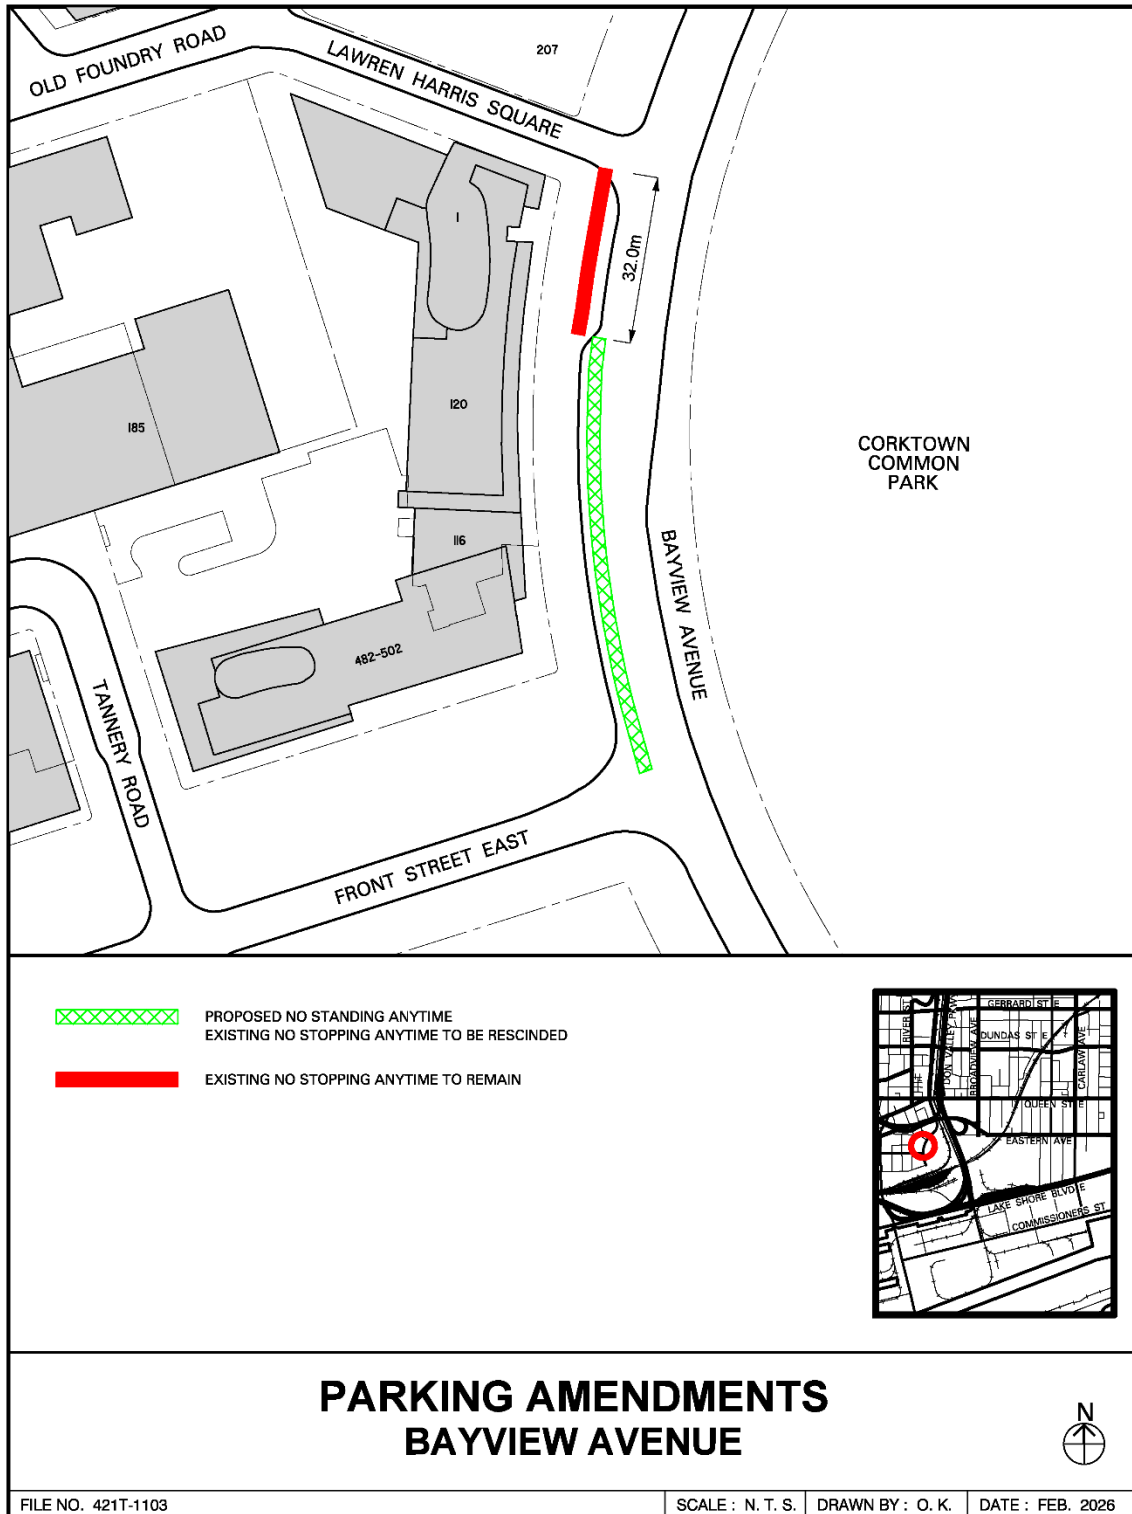 OLD FOUNDRY ROAD
LAWREN HARRIS SQUARE
207
1
32.0m
120
185
CORKTOWN
COMMON
PARK
116
BAYVIEW AVENUE
482-502
TANNERY ROAD
FRONT STREET EAST
PROPOSED NO STANDING ANYTIME
EXISTING NO STOPPING ANYTIME TO BE RESCINDED
EXISTING NO STOPPING ANYTIME TO REMAIN
RIVER ST
DON VALLEY PKWY
BROADVIEW AVE
GERRARD ST E
DUNDAS ST E
CARLAW AVE
QUEEN ST E
EASTERN AVE
LAKE SHORE BLVD E
COMMISSIONERS ST
PARKING AMENDMENTS
BAYVIEW AVENUE
N
FILE NO. 421T-1103
SCALE : N. T. S.
DRAWN BY : O. K.
DATE : FEB. 2026